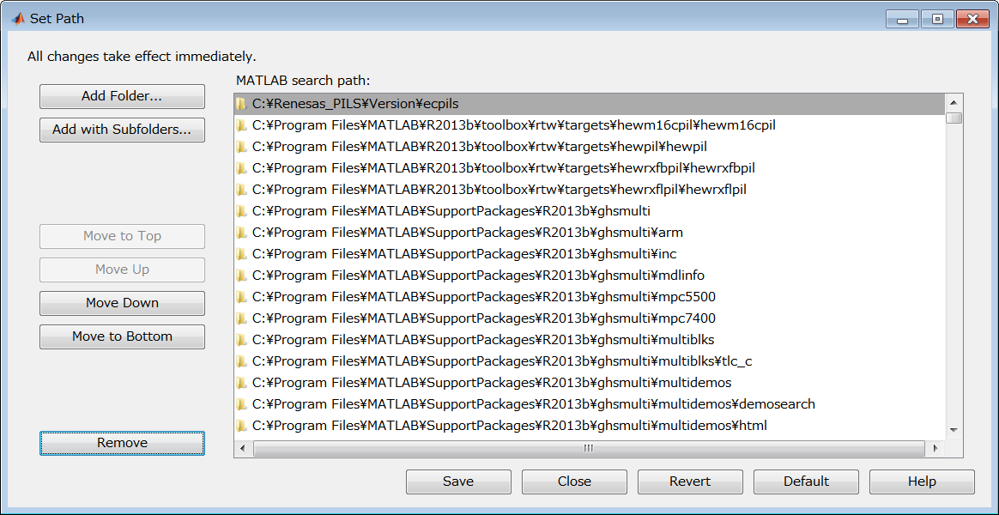 Set Path
All changes take effect immediately.
MATLAB search path:
Add Folder...
Add with Subfolders...
Move to Top
Move Up
Move Down
Move to Bottom
Remove
C:¥Renesas_PILS¥Version¥ecpils
C:¥Program Files¥MATLAB¥R2013b¥toolbox¥rtw¥targets¥hewm16cpil¥hewm16cpil
C:¥Program Files¥MATLAB¥R2013b¥toolbox¥rtw¥targets¥hewpil¥hewpil
C:¥Program Files¥MATLAB¥R2013b¥toolbox¥rtw¥targets¥hewrxfbpil¥hewrxfbpil
C:¥Program Files¥MATLAB¥R2013b¥toolbox¥rtw¥targets¥hewrxflpil¥hewrxflpil
C:¥Program Files¥MATLAB¥SupportPackages¥R2013b¥ghsmulti
C:¥Program Files¥MATLAB¥SupportPackages¥R2013b¥ghsmulti¥arm
C:¥Program Files¥MATLAB¥SupportPackages¥R2013b¥ghsmulti¥inc
C:¥Program Files¥MATLAB¥SupportPackages¥R2013b¥ghsmulti¥mdlinfo
C:¥Program Files¥MATLAB¥SupportPackages¥R2013b¥ghsmulti¥mpc5500
C:¥Program Files¥MATLAB¥SupportPackages¥R2013b¥ghsmulti¥mpc7400
C:¥Program Files¥MATLAB¥SupportPackages¥R2013b¥ghsmulti¥multiblks
C:¥Program Files¥MATLAB¥SupportPackages¥R2013b¥ghsmulti¥multiblks¥tlc_c
C:¥Program Files¥MATLAB¥SupportPackages¥R2013b¥ghsmulti¥multidemos
C:¥Program Files¥MATLAB¥SupportPackages¥R2013b¥ghsmulti¥multidemos¥demosearch
C:¥Program Files¥MATLAB¥SupportPackages¥R2013b¥ghsmulti¥multidemos¥html
Save
Close
Revert
Default
Help